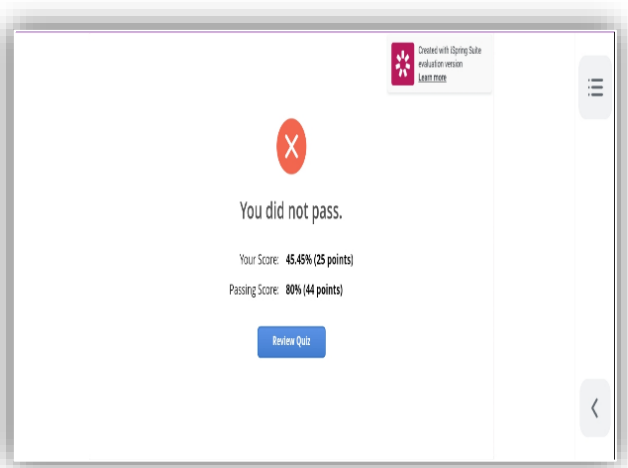 Created with iSpring Suite
evaluation version
Learn more
You did not pass.
Your Score: 45.45% (25 points)
Passing Score: 80% (44 points)
Review Quiz